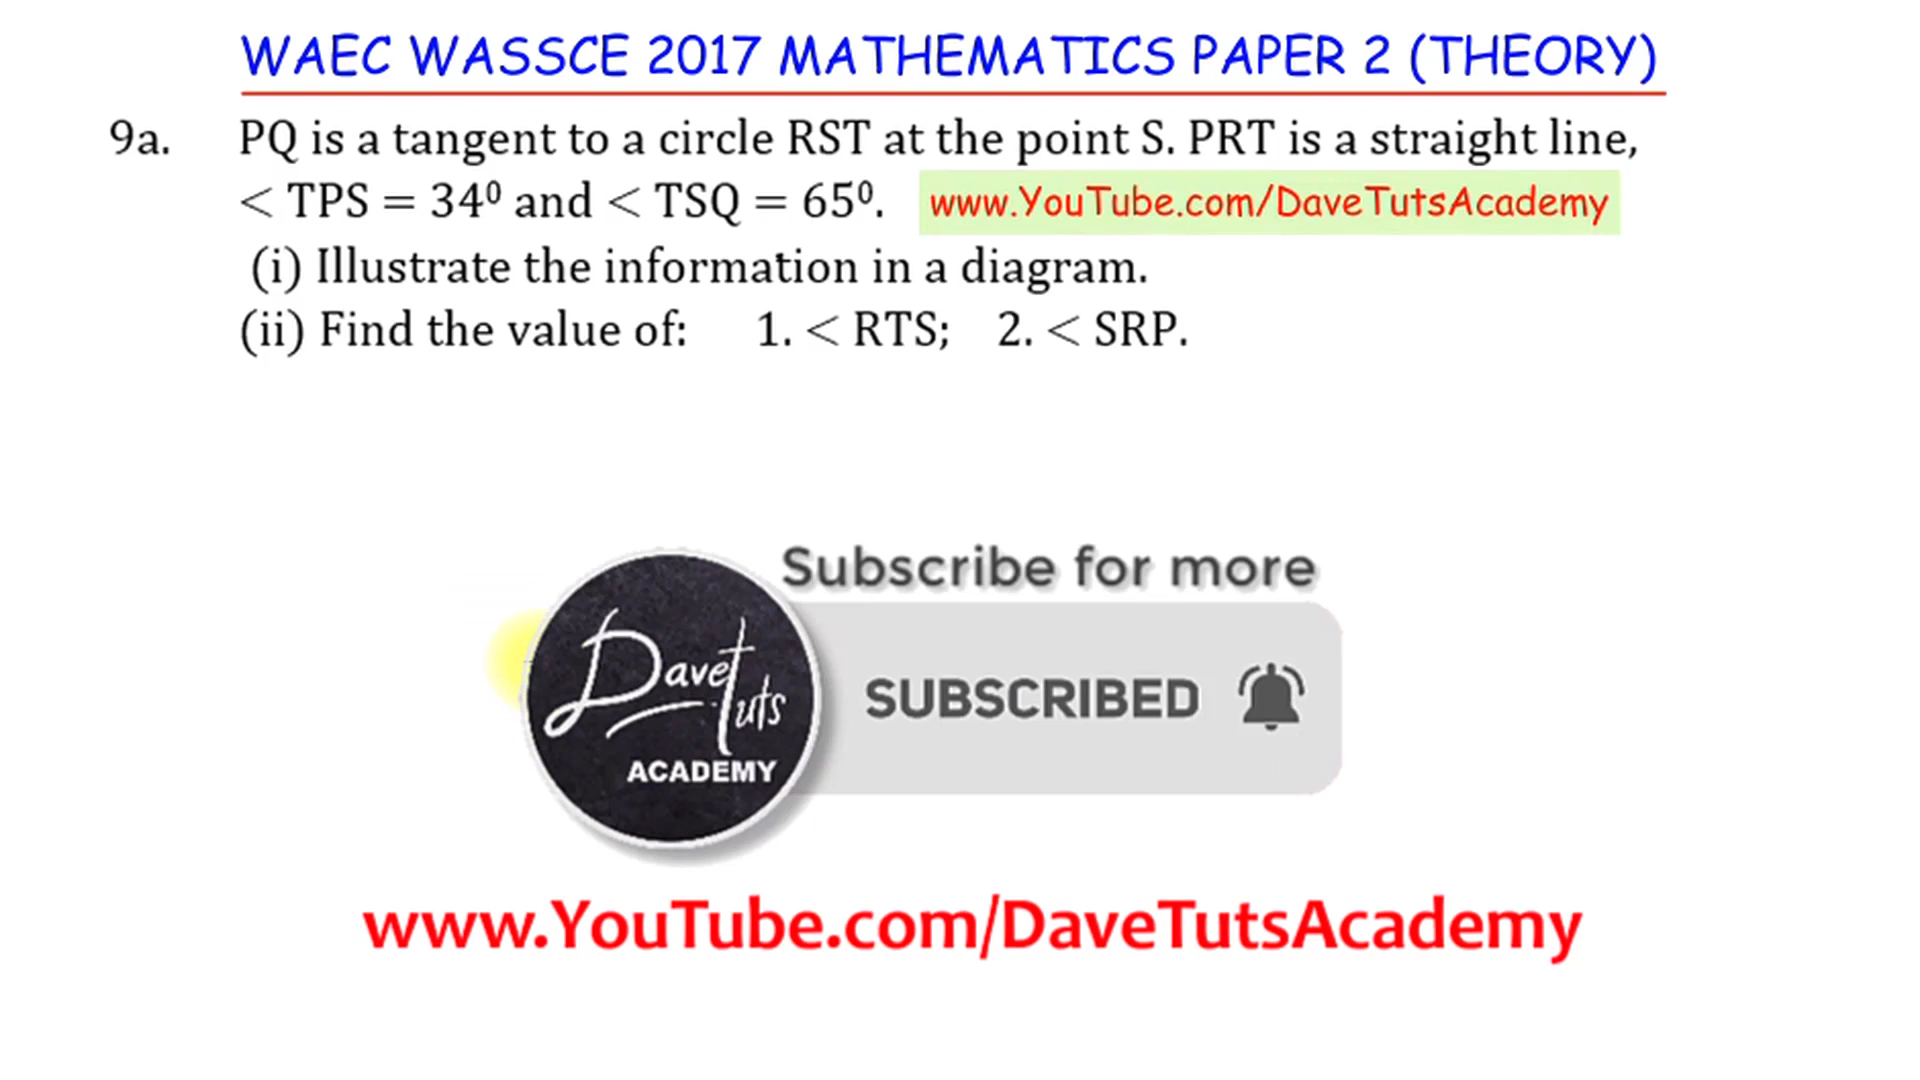 WAEC WASSCE 2017 MATHEMATICS PAPER 2 (THEORY)
9a. PQ is a tangent to a circle RST at the point S. PRT is a straight line,
< TPS = 34⁰ and < TSQ = 65⁰. www.YouTube.com/DaveTutsAcademy
(i) Illustrate the information in a diagram.
(ii) Find the value of: 1. < RTS; 2. < SRP.
Subscribe for more
Dave Tuts
ACADEMY
SUBSCRIBED
www.YouTube.com/DaveTutsAcademy